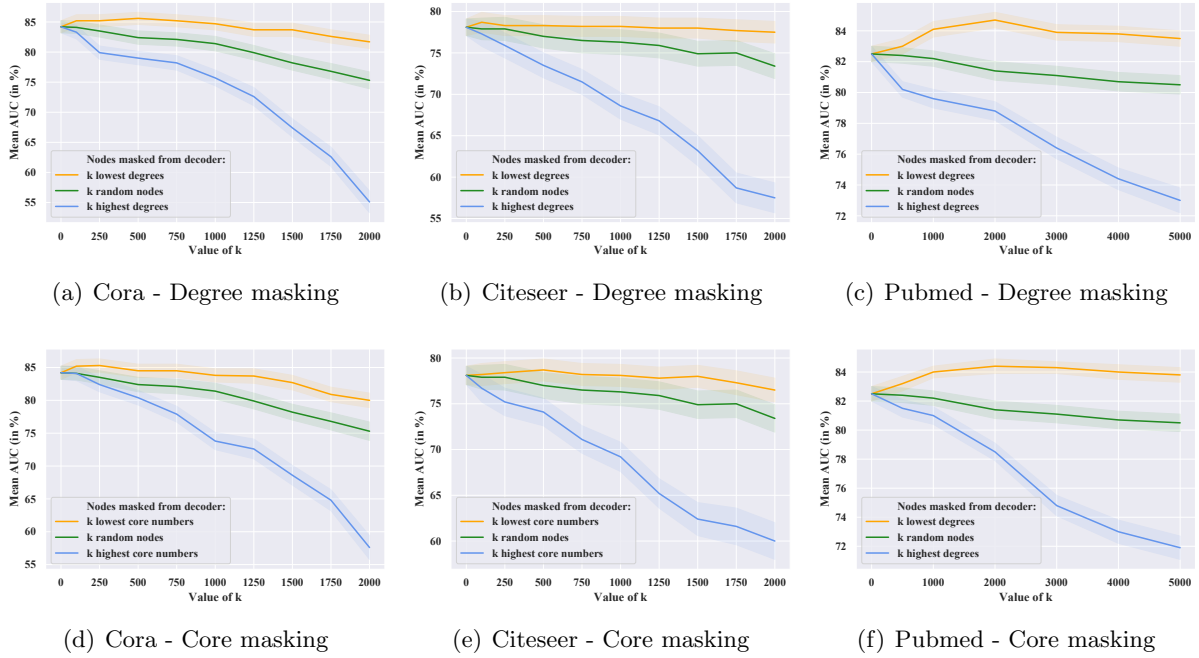 85
80
75
70
65
60
55
Mean AUC (in %)
Nodes masked from decoder:
k lowest degrees
k random nodes
k highest degrees
0 250 500 750 1000 1250 1500 1750 2000
Value of k
(a) Cora - Degree masking
80
75
70
65
60
55
Mean AUC (in %)
Nodes masked from decoder:
k lowest degrees
k random nodes
k highest degrees
0 250 500 750 1000 1250 1500 1750 2000
Value of k
(b) Citeseer - Degree masking
84
82
80
78
76
74
72
Mean AUC (in %)
Nodes masked from decoder:
k lowest degrees
k random nodes
k highest degrees
0 1000 2000 3000 4000 5000
Value of k
(c) Pubmed - Degree masking
85
80
75
70
65
60
55
Mean AUC (in %)
Nodes masked from decoder:
k lowest core numbers
k random nodes
k highest core numbers
0 250 500 750 1000 1250 1500 1750 2000
Value of k
(d) Cora - Core masking
80
75
70
65
60
Mean AUC (in %)
Nodes masked from decoder:
k lowest core numbers
k random nodes
k highest core numbers
0 250 500 750 1000 1250 1500 1750 2000
Value of k
(e) Citeseer - Core masking
84
82
80
78
76
74
72
Mean AUC (in %)
Nodes masked from decoder:
k lowest degrees
k random nodes
k highest degrees
0 1000 2000 3000 4000 5000
Value of k
(f) Pubmed - Core masking